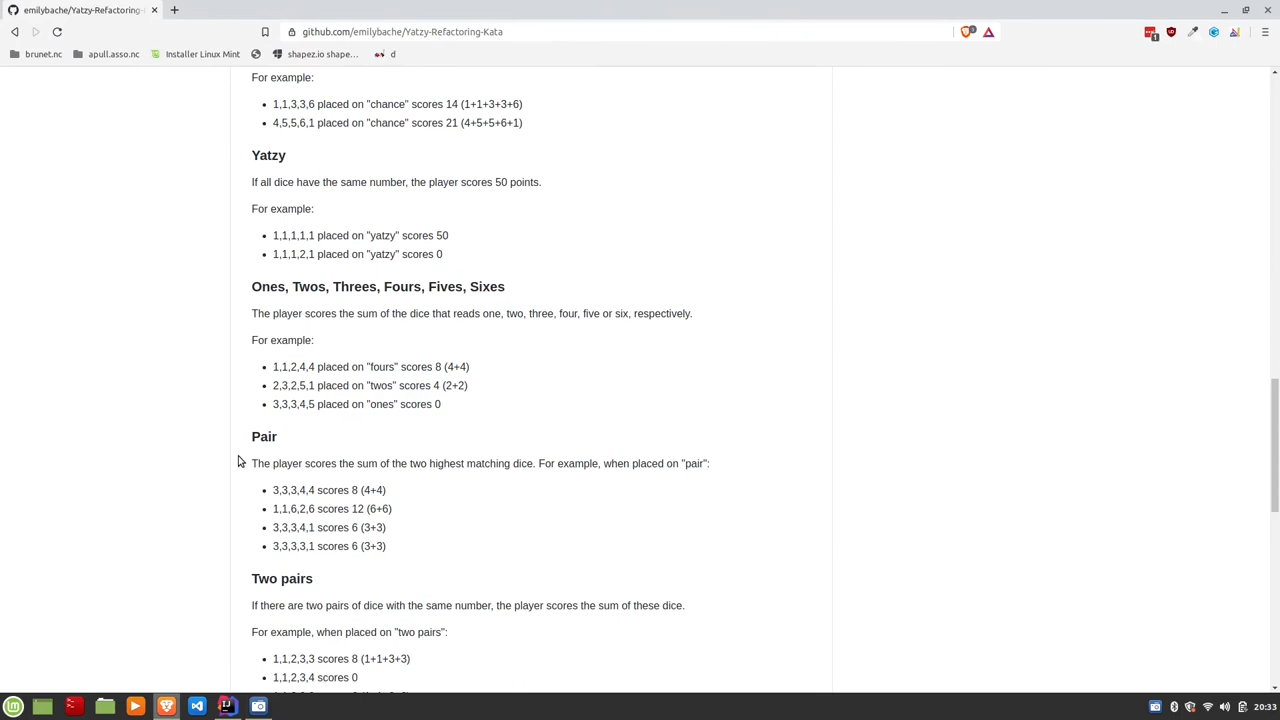 emilybache/Yatzy-Refactoring-
github.com/emilybache/Yatzy-Refactoring-Kata
brunet.nc
apull.asso.nc
Installer Linux Mint
shapez.io shape…
d
For example:
1,1,3,3,6 placed on "chance" scores 14 (1+1+3+3+6)
4,5,5,6,1 placed on "chance" scores 21 (4+5+5+6+1)
Yatzy
If all dice have the same number, the player scores 50 points.
For example:
1,1,1,1,1 placed on "yatzy" scores 50
1,1,1,2,1 placed on "yatzy" scores 0
Ones, Twos, Threes, Fours, Fives, Sixes
The player scores the sum of the dice that reads one, two, three, four, five or six, respectively.
For example:
1,1,2,4,4 placed on "fours" scores 8 (4+4)
2,3,2,5,1 placed on "twos" scores 4 (2+2)
3,3,3,4,5 placed on "ones" scores 0
Pair
The player scores the sum of the two highest matching dice. For example, when placed on "pair":
3,3,3,4,4 scores 8 (4+4)
1,1,6,2,6 scores 12 (6+6)
3,3,3,4,1 scores 6 (3+3)
3,3,3,3,1 scores 6 (3+3)
Two pairs
If there are two pairs of dice with the same number, the player scores the sum of these dice.
For example, when placed on "two pairs":
1,1,2,3,3 scores 8 (1+1+3+3)
1,1,2,3,4 scores 0
20:33